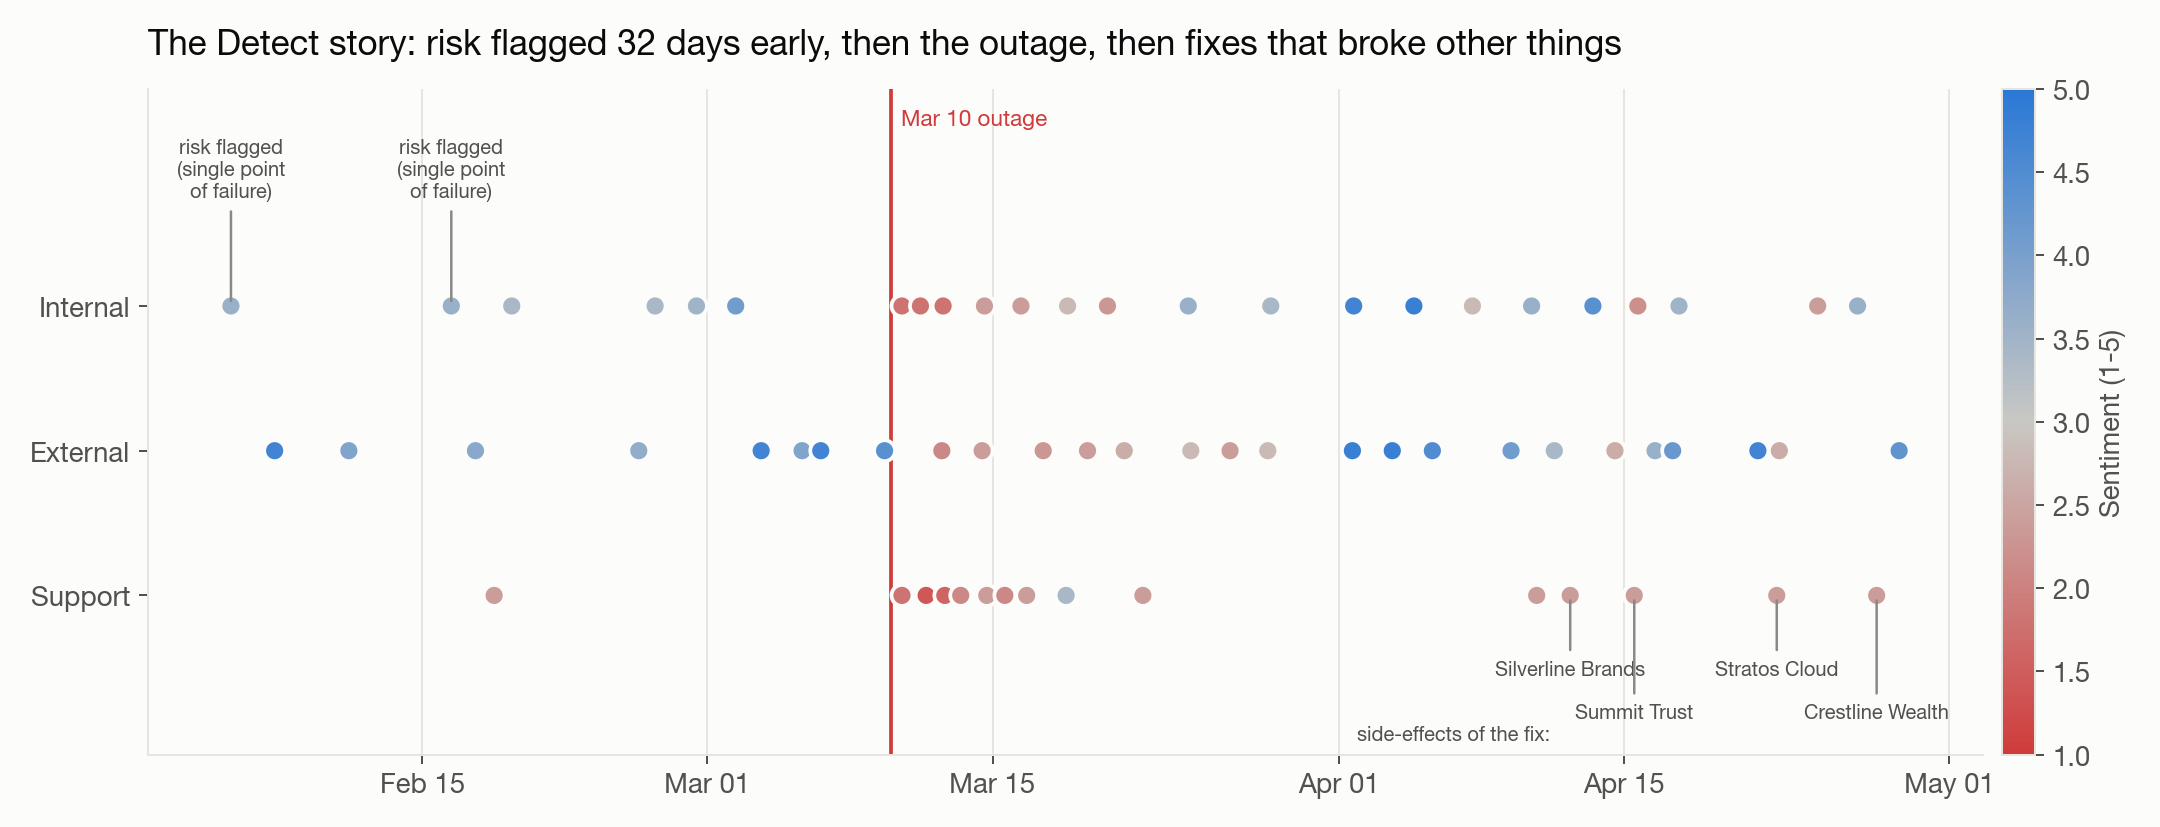 The Detect story: risk flagged 32 days early, then the outage, then fixes that broke other things
Mar 10 outage
risk flagged
(single point
of failure)
risk flagged
(single point
of failure)
Internal
External
Support
Silverline Brands
Summit Trust
Stratos Cloud
Crestline Wealth
side-effects of the fix:
Feb 15
Mar 01
Mar 15
Apr 01
Apr 15
May 01
5.0
4.5
4.0
3.5
3.0
2.5
2.0
1.5
1.0
Sentiment (1-5)